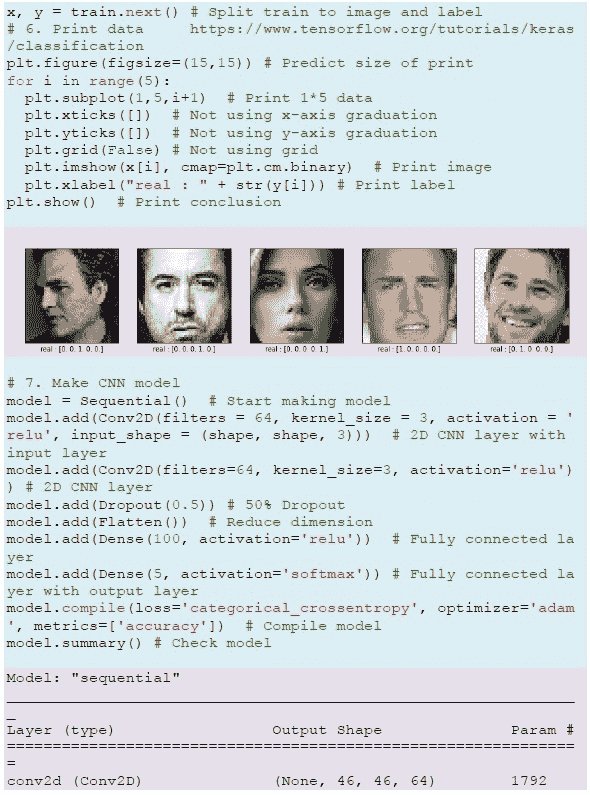 x, y = train.next() # Split train to image and label
# 6. Print data     https://www.tensorflow.org/tutorials/keras
/classification
plt.figure(figsize=(15,15)) # Predict size of print
for i in range(5):
  plt.subplot(1,5,i+1)  # Print 1*5 data
  plt.xticks([])  # Not using x-axis graduation
  plt.yticks([])  # Not using y-axis graduation
  plt.grid(False) # Not using grid
  plt.imshow(x[i], cmap=plt.cm.binary)  # Print image
  plt.xlabel("real : " + str(y[i])) # Print label
plt.show()  # Print conclusion
real : [0. 0. 1. 0. 0.] real : [0. 0. 0. 1. 0.] real : [0. 0. 0. 0. 1.] real : [1. 0. 0. 0. 0.] real : [0. 1. 0. 0. 0.]
# 7. Make CNN model
model = Sequential()  # Start making model
model.add(Conv2D(filters = 64, kernel_size = 3, activation = '
relu', input_shape = (shape, shape, 3)))  # 2D CNN layer with
input layer
model.add(Conv2D(filters=64, kernel_size=3, activation='relu')
) # 2D CNN layer
model.add(Dropout(0.5)) # 50% Dropout
model.add(Flatten())  # Reduce dimension
model.add(Dense(100, activation='relu'))  # Fully connected la
yer
model.add(Dense(5, activation='softmax')) # Fully connected la
yer with output layer
model.compile(loss='categorical_crossentropy', optimizer='adam
', metrics=['accuracy'])  # Compile model
model.summary() # Check model
Model: "sequential"
______________________________________________________________
_
Layer (type)                 Output Shape              Param #
==============================================================
=
conv2d (Conv2D)              (None, 46, 46, 64)        1792